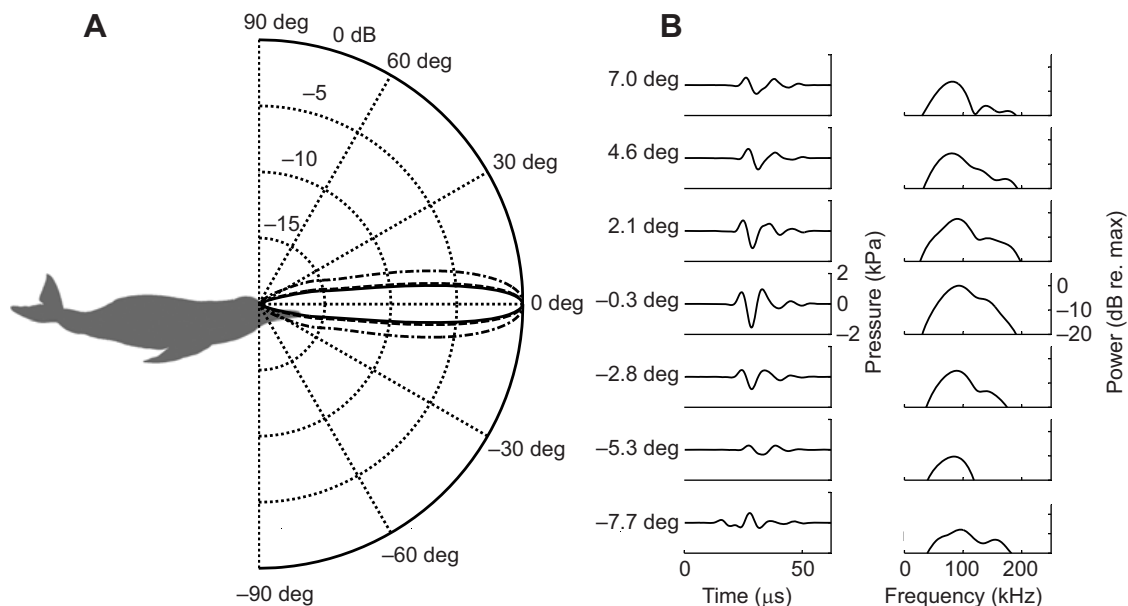 A
90 deg
0 dB
60 deg
–5
–10
30 deg
–15
0 deg
–30 deg
–60 deg
–90 deg
B
7.0 deg
4.6 deg
2.1 deg
–0.3 deg
–2.8 deg
–5.3 deg
–7.7 deg
2
0
–2
Pressure (kPa)
0
–10
–20
Power (dB re. max)
0
50
Time (μs)
0
100
200
Frequency (kHz)